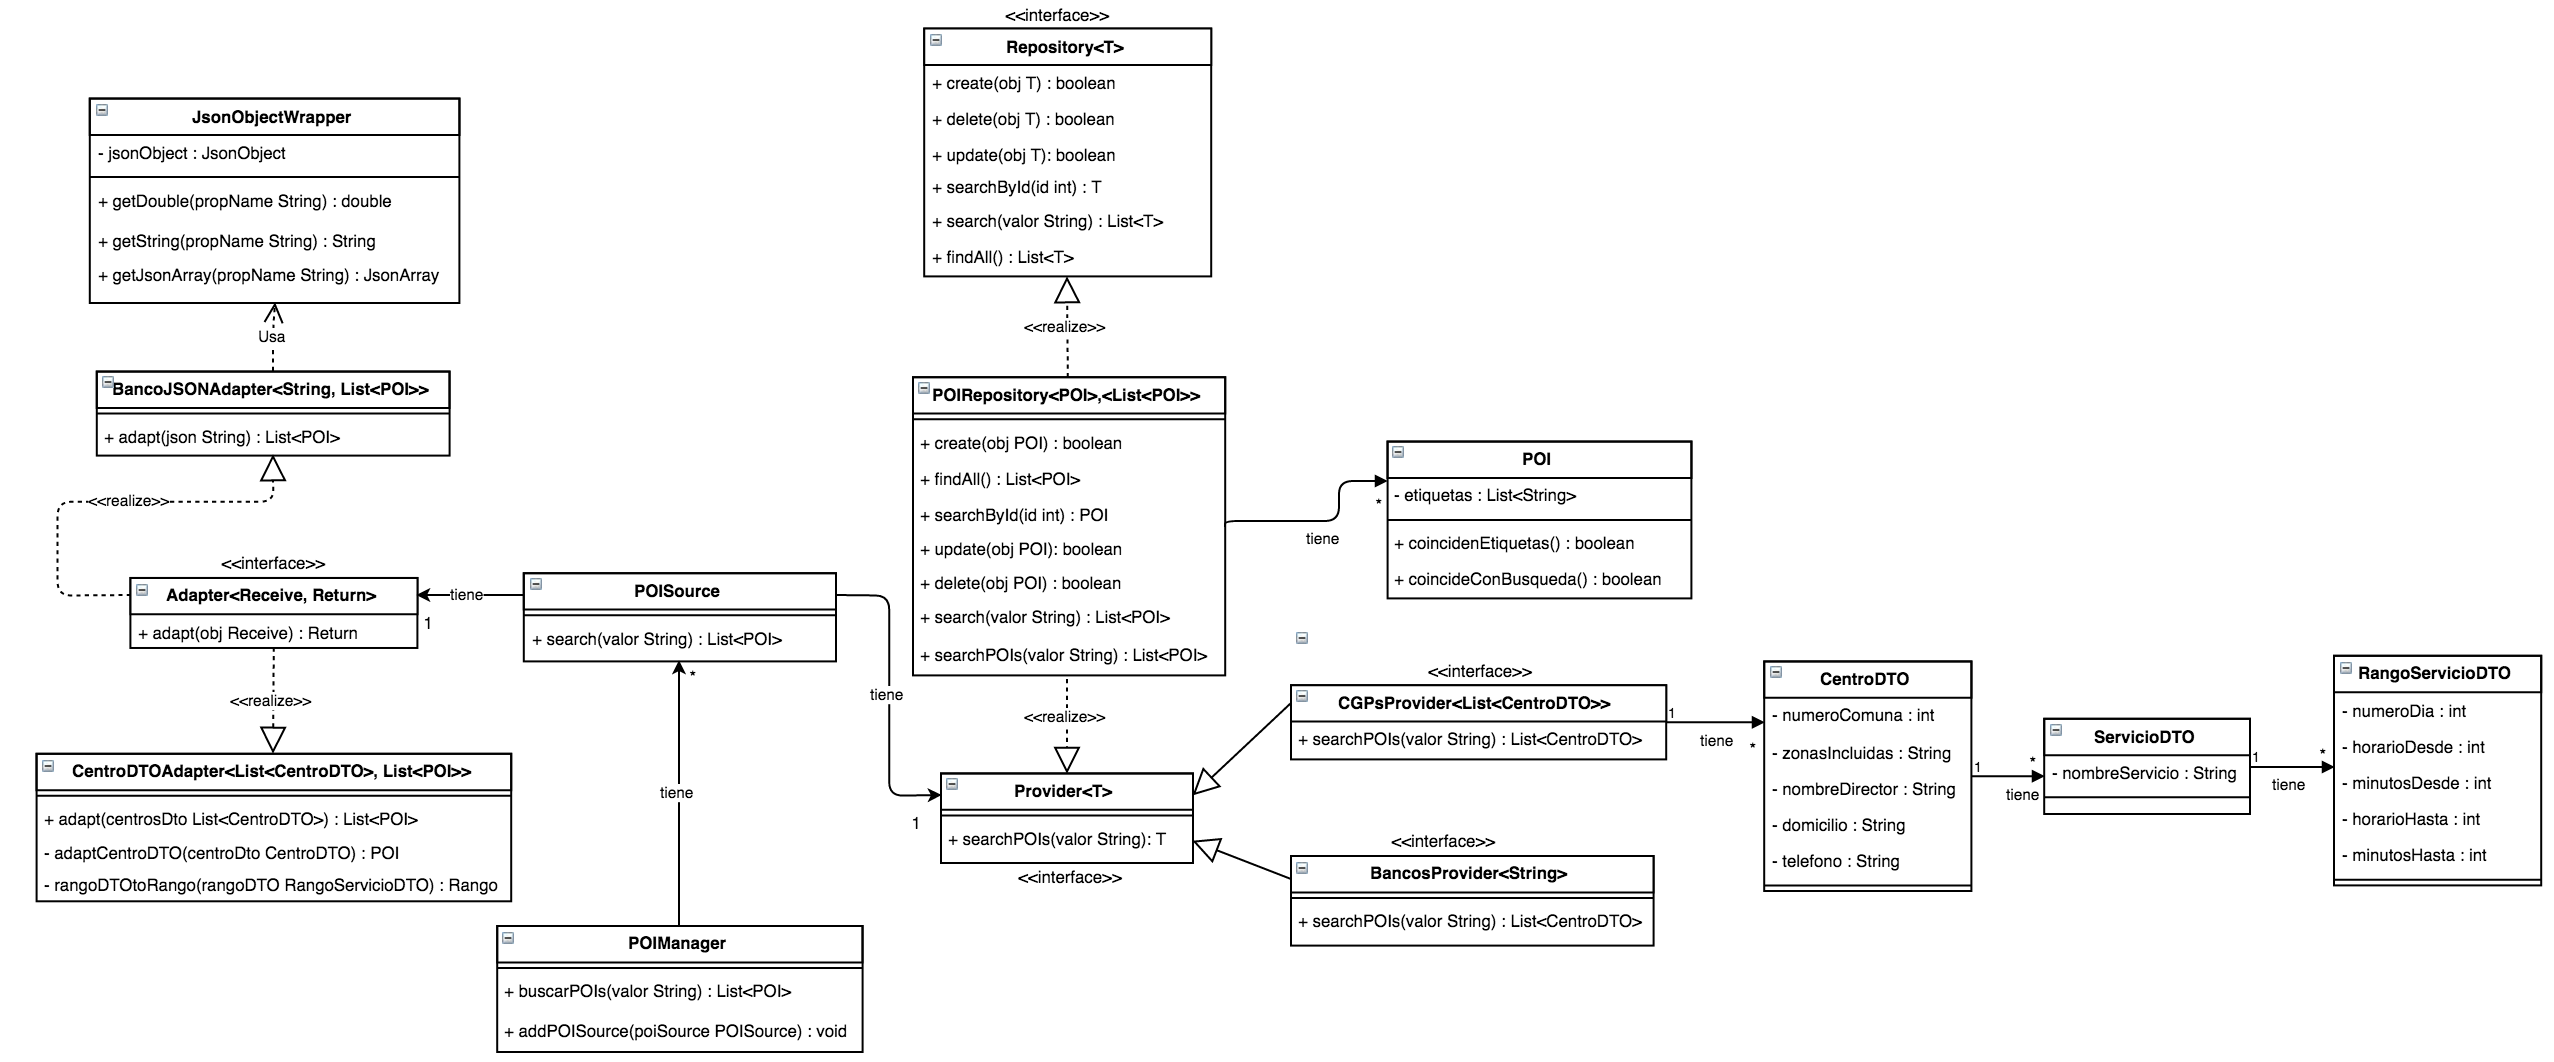 <<interface>>
Repository<T>
+ create(obj T) : boolean
+ delete(obj T) : boolean
+ update(obj T): boolean
+ searchById(id int) : T
+ search(valor String) : List<T>
+ findAll() : List<T>
<<realize>>
JsonObjectWrapper
- jsonObject : JsonObject
+ getDouble(propName String) : double
+ getString(propName String) : String
+ getJsonArray(propName String) : JsonArray
Usa
BancoJSONAdapter<String, List<POI>>
+ adapt(json String) : List<POI>
<<realize>>
<<interface>>
Adapter<Receive, Return>
+ adapt(obj Receive) : Return
<<realize>>
CentroDTOAdapter<List<CentroDTO>, List<POI>>
+ adapt(centrosDto List<CentroDTO>) : List<POI>
- adaptCentroDTO(centroDto CentroDTO) : POI
- rangoDTOtoRango(rangoDTO RangoServicioDTO) : Rango
tiene
1
POISource
+ search(valor String) : List<POI>
*
tiene
POIManager
+ buscarPOIs(valor String) : List<POI>
+ addPOISource(poiSource POISource) : void
tiene
1
POIRepository<POI>,<List<POI>>
+ create(obj POI) : boolean
+ findAll() : List<POI>
+ searchById(id int) : POI
+ update(obj POI): boolean
+ delete(obj POI) : boolean
+ search(valor String) : List<POI>
+ searchPOIs(valor String) : List<POI>
<<realize>>
Provider<T>
+ searchPOIs(valor String): T
<<interface>>
tiene
*
POI
- etiquetas : List<String>
+ coincidenEtiquetas() : boolean
+ coincideConBusqueda() : boolean
<<interface>>
CGPsProvider<List<CentroDTO>>
+ searchPOIs(valor String) : List<CentroDTO>
<<interface>>
BancosProvider<String>
+ searchPOIs(valor String) : List<CentroDTO>
1
tiene
*
CentroDTO
- numeroComuna : int
- zonasIncluidas : String
- nombreDirector : String
- domicilio : String
- telefono : String
1
*
tiene
ServicioDTO
- nombreServicio : String
1
*
tiene
RangoServicioDTO
- numeroDia : int
- horarioDesde : int
- minutosDesde : int
- horarioHasta : int
- minutosHasta : int